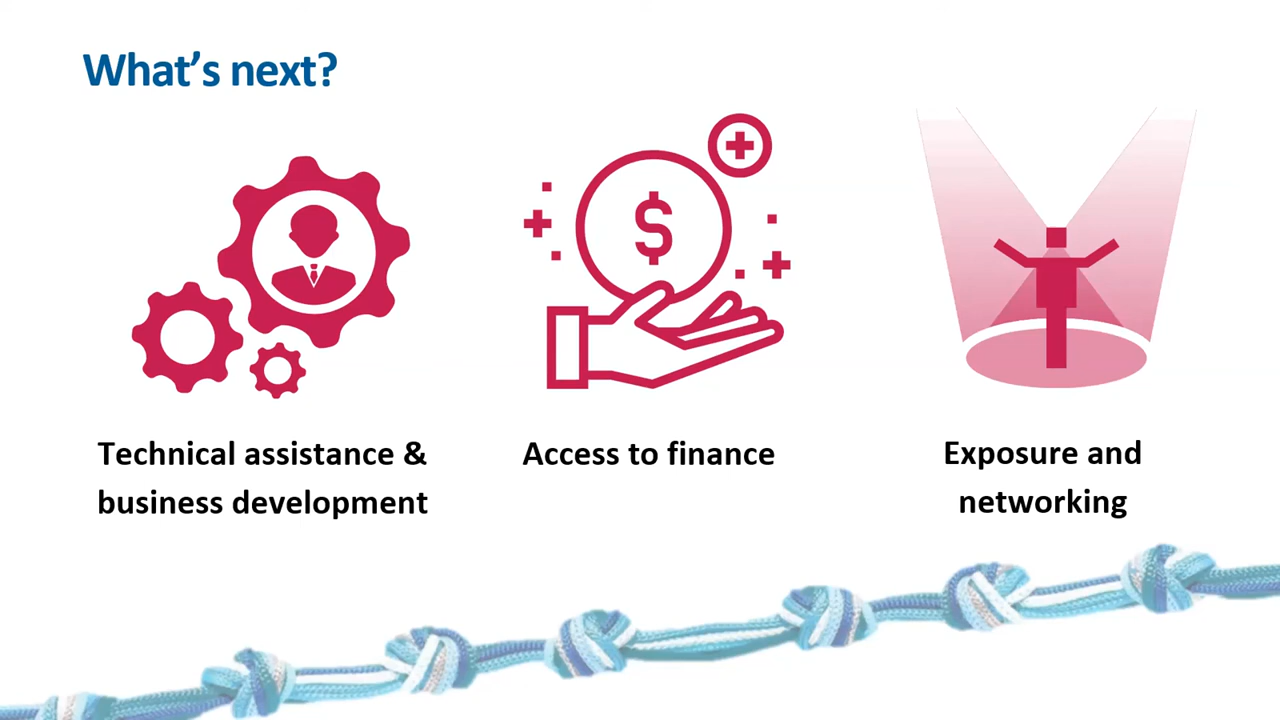 What’s next?
$
Technical assistance &
business development
Access to finance
Exposure and
networking